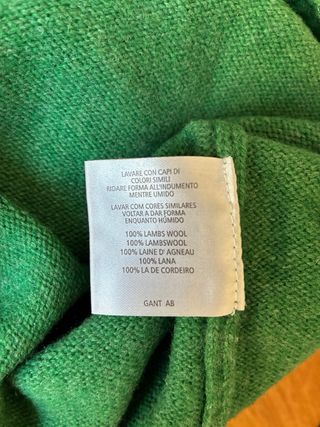 LAVARE CON CAPI DI
COLORI SIMILI
RIDARE FORMA ALL'INDUMENTO
MENTRE UMIDO
LAVAR COM CORES SIMILARES
VOLTAR A DAR FORMA
ENQUANTO HÚMIDO
100% LAMBS WOOL
100% LAMBSWOOL
100% LAINE D' AGNEAU
100% LANA
100% LA DE CORDEIRO
GANT AB